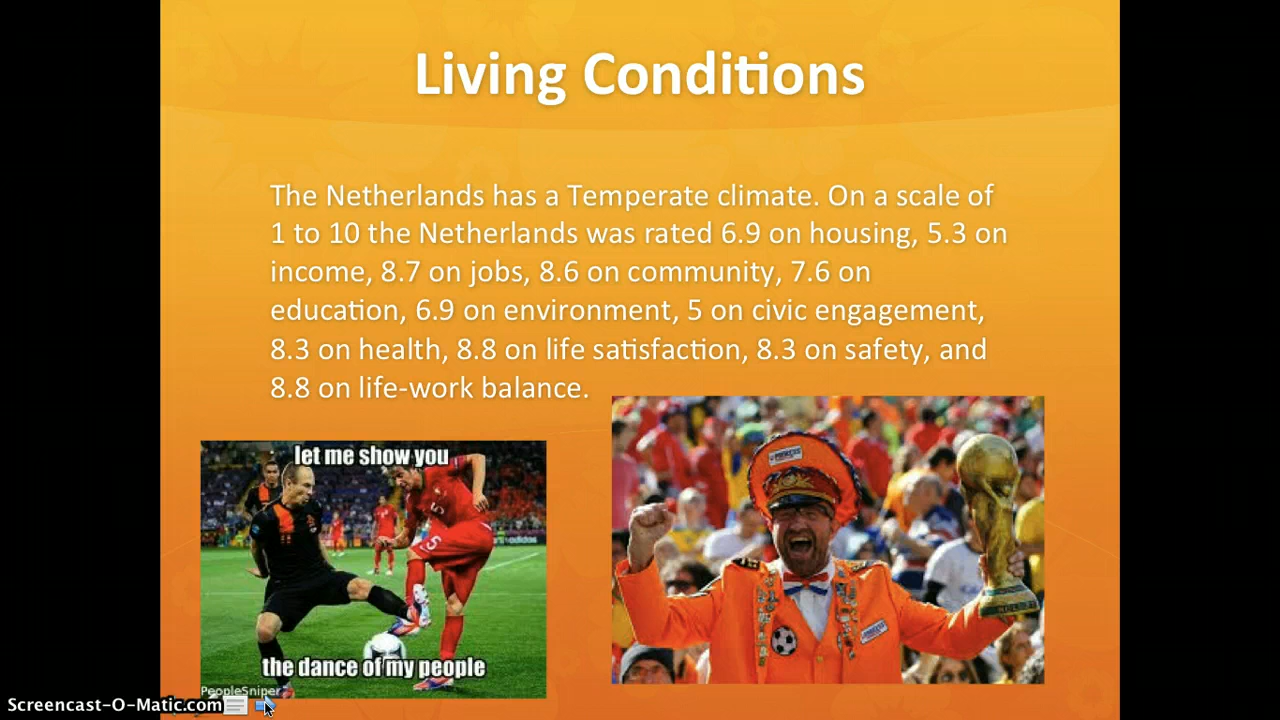 Living Conditions
The Netherlands has a Temperate climate. On a scale of
1 to 10 the Netherlands was rated 6.9 on housing, 5.3 on
income, 8.7 on jobs, 8.6 on community, 7.6 on
education, 6.9 on environment, 5 on civic engagement,
8.3 on health, 8.8 on life satisfaction, 8.3 on safety, and
8.8 on life-work balance.
let me show you
5
11
adidas
the dance of my people
PeopleSniper
Screencast-O-Matic.com